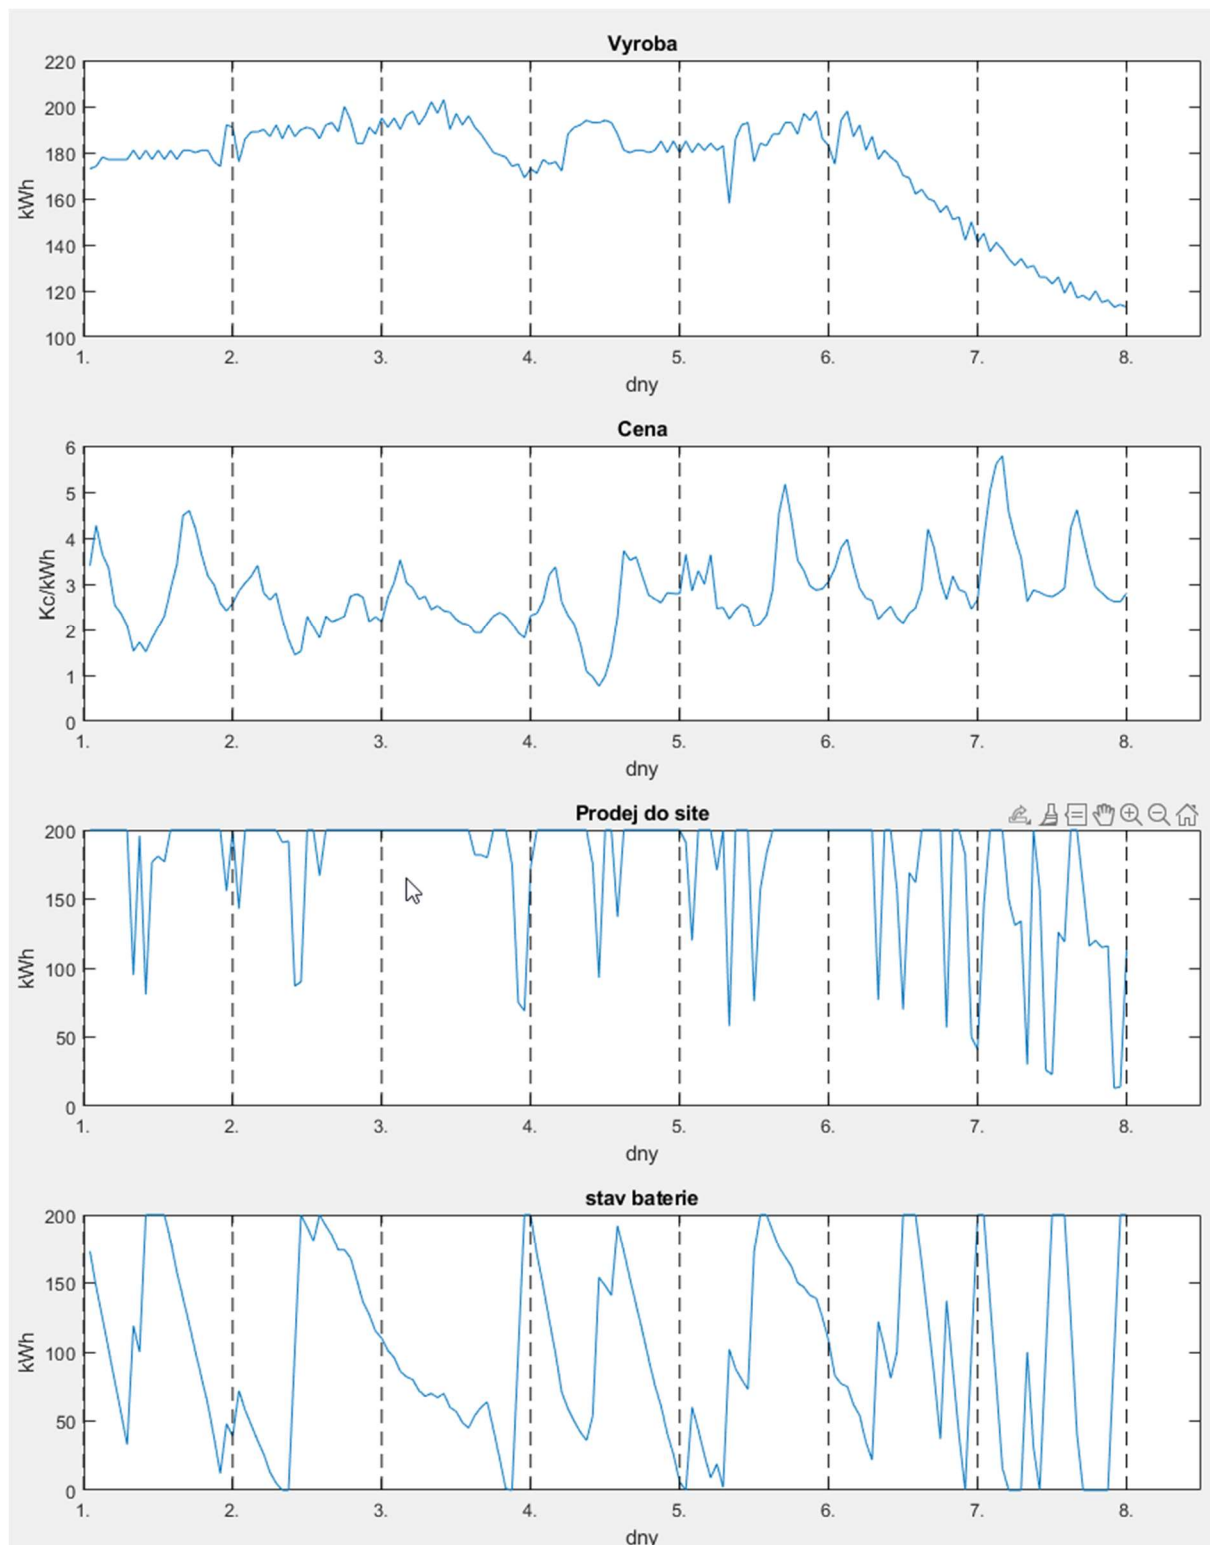 Vyroba
220
200
180
160
140
120
100
kWh
1. 2. 3. 4. 5. 6. 7. 8.
dny
Cena
6
5
4
3
2
1
0
Kc/kWh
1. 2. 3. 4. 5. 6. 7. 8.
dny
Prodej do site
200
150
100
50
0
kWh
1. 2. 3. 4. 5. 6. 7. 8.
dny
stav baterie
200
150
100
50
0
kWh
1. 2. 3. 4. 5. 6. 7. 8.
dny